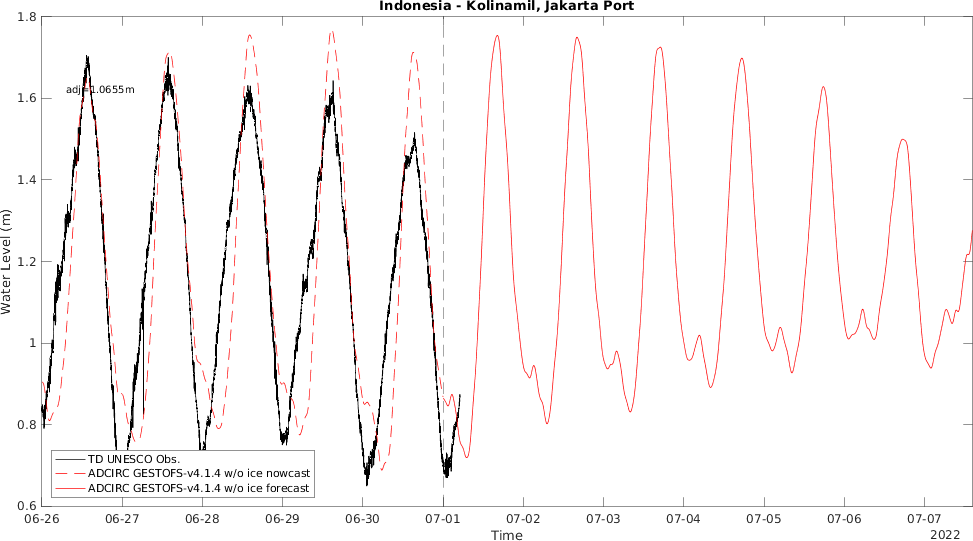 Indonesia - Kolinamil, Jakarta Port
1.8
1.6
1.4
1.2
1
0.8
0.6
Water Level (m)
adj=1.0655m
TD UNESCO Obs.
ADCIRC GESTOFS-v4.1.4 w/o ice nowcast
ADCIRC GESTOFS-v4.1.4 w/o ice forecast
06-26 06-27 06-28 06-29 06-30 07-01 07-02 07-03 07-04 07-05 07-06 07-07
Time
2022